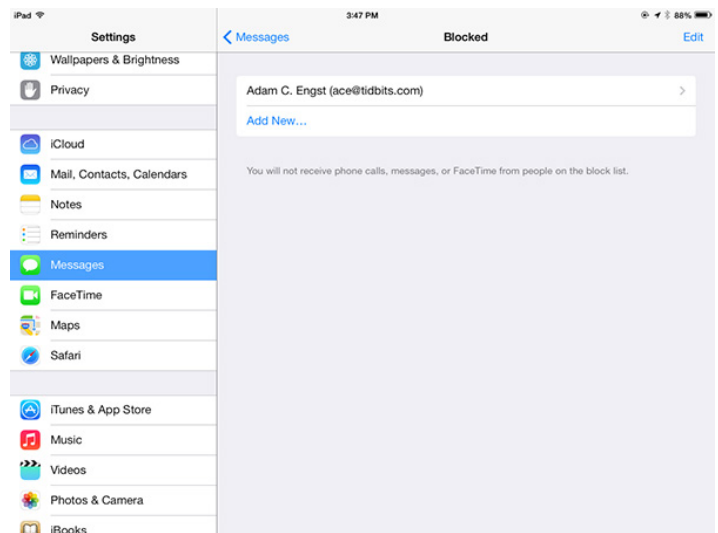 iPad
3:47 PM
88%
Settings
Messages
Blocked
Edit
Wallpapers & Brightness
Privacy
iCloud
Mail, Contacts, Calendars
Notes
Reminders
Messages
FaceTime
Maps
Safari
iTunes & App Store
Music
Videos
Photos & Camera
iBooks
Adam C. Engst (ace@tidbits.com)
Add New...
You will not receive phone calls, messages, or FaceTime from people on the block list.